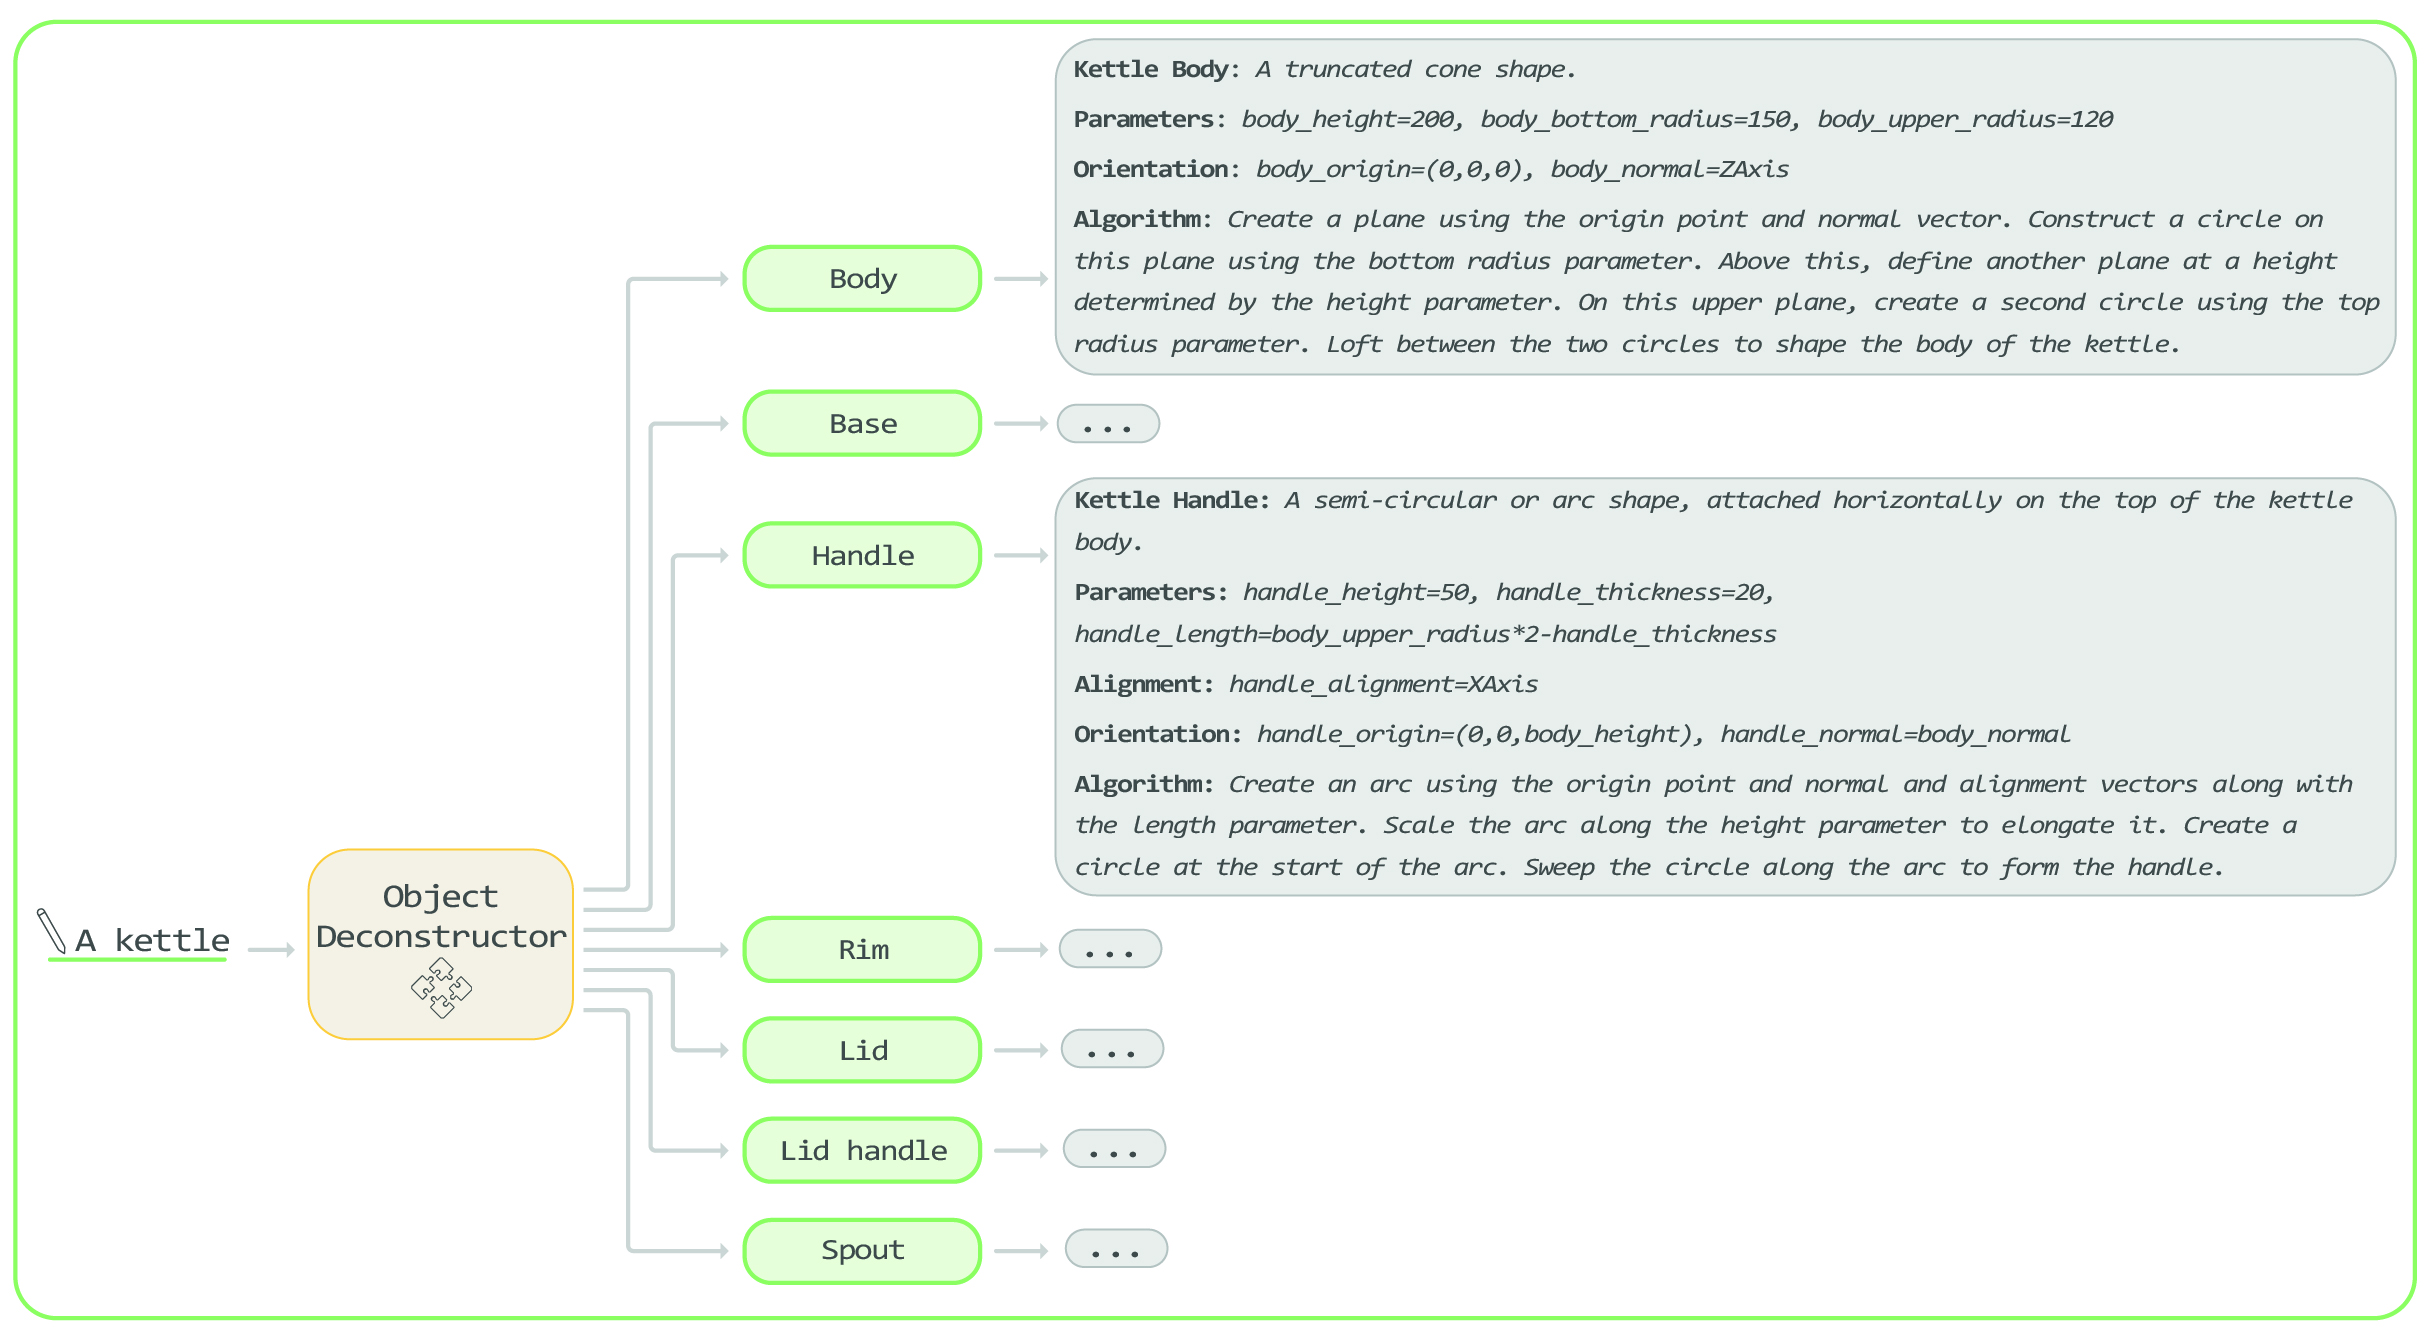 A kettle
Object
Deconstructor
Body
Kettle Body: A truncated cone shape.
Parameters: body_height=200, body_bottom_radius=150, body_upper_radius=120
Orientation: body_origin=(0,0,0), body_normal=ZAxis
Algorithm: Create a plane using the origin point and normal vector. Construct a circle on
this plane using the bottom radius parameter. Above this, define another plane at a height
determined by the height parameter. On this upper plane, create a second circle using the top
radius parameter. Loft between the two circles to shape the body of the kettle.
Base
...
Handle
Kettle Handle: A semi-circular or arc shape, attached horizontally on the top of the kettle
body.
Parameters: handle_height=50, handle_thickness=20,
handle_length=body_upper_radius*2-handle_thickness
Alignment: handle_alignment=XAxis
Orientation: handle_origin=(0,0,body_height), handle_normal=body_normal
Algorithm: Create an arc using the origin point and normal and alignment vectors along with
the length parameter. Scale the arc along the height parameter to elongate it. Create a
circle at the start of the arc. Sweep the circle along the arc to form the handle.
Rim
...
Lid
...
Lid handle
...
Spout
...